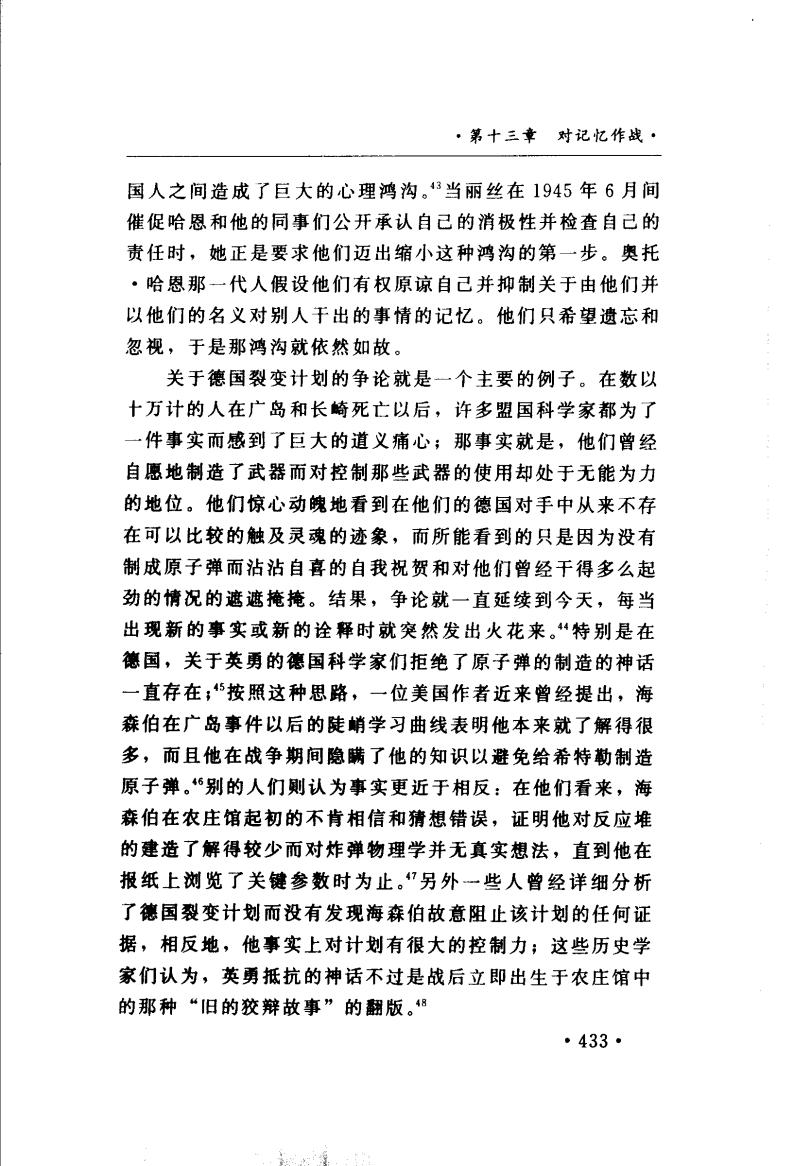 ·第十三章　对记忆作战·
国人之间造成了巨大的心理鸿沟。⁴³当丽丝在 1945 年 6 月间
催促哈恩和他的同事们公开承认自己的消极性并检查自己的
责任时，她正是要求他们迈出缩小这种鸿沟的第一步。奥托
·哈恩那一代人假设他们有权原谅自己并抑制关于由他们并
以他们的名义对别人干出的事情的记忆。他们只希望遗忘和
忽视，于是那鸿沟就依然如故。
关于德国裂变计划的争论就是一个主要的例子。在数以
十万计的人在广岛和长崎死亡以后，许多盟国科学家都为了
一件事实而感到了巨大的道义痛心；那事实就是，他们曾经
自愿地制造了武器而对控制那些武器的使用却处于无能为力
的地位。他们惊心动魄地看到在他们的德国对手中从来不存
在可以比较的触及灵魂的迹象，而所能看到的只是因为没有
制成原子弹而沾沾自喜的自我祝贺和对他们曾经干得多么起
劲的情况的遮遮掩掩。结果，争论就一直延续到今天，每当
出现新的事实或新的诠释时就突然发出火花来。⁴⁴特别是在
德国，关于英勇的德国科学家们拒绝了原子弹的制造的神话
一直存在；⁴⁵按照这种思路，一位美国作者近来曾经提出，海
森伯在广岛事件以后的陡峭学习曲线表明他本来就了解得很
多，而且他在战争期间隐瞒了他的知识以避免给希特勒制造
原子弹。⁴⁶别的人们则认为事实更近于相反：在他们看来，海
森伯在农庄馆起初的不肯相信和猜想错误，证明他对反应堆
的建造了解得较少而对炸弹物理学并无真实想法，直到他在
报纸上浏览了关键参数时为止。⁴⁷另外一些人曾经详细分析
了德国裂变计划而没有发现海森伯故意阻止该计划的任何证
据，相反地，他事实上对计划有很大的控制力；这些历史学
家们认为，英勇抵抗的神话不过是战后立即出生于农庄馆中
的那种“旧的狡辩故事”的翻版。⁴⁸
·433·